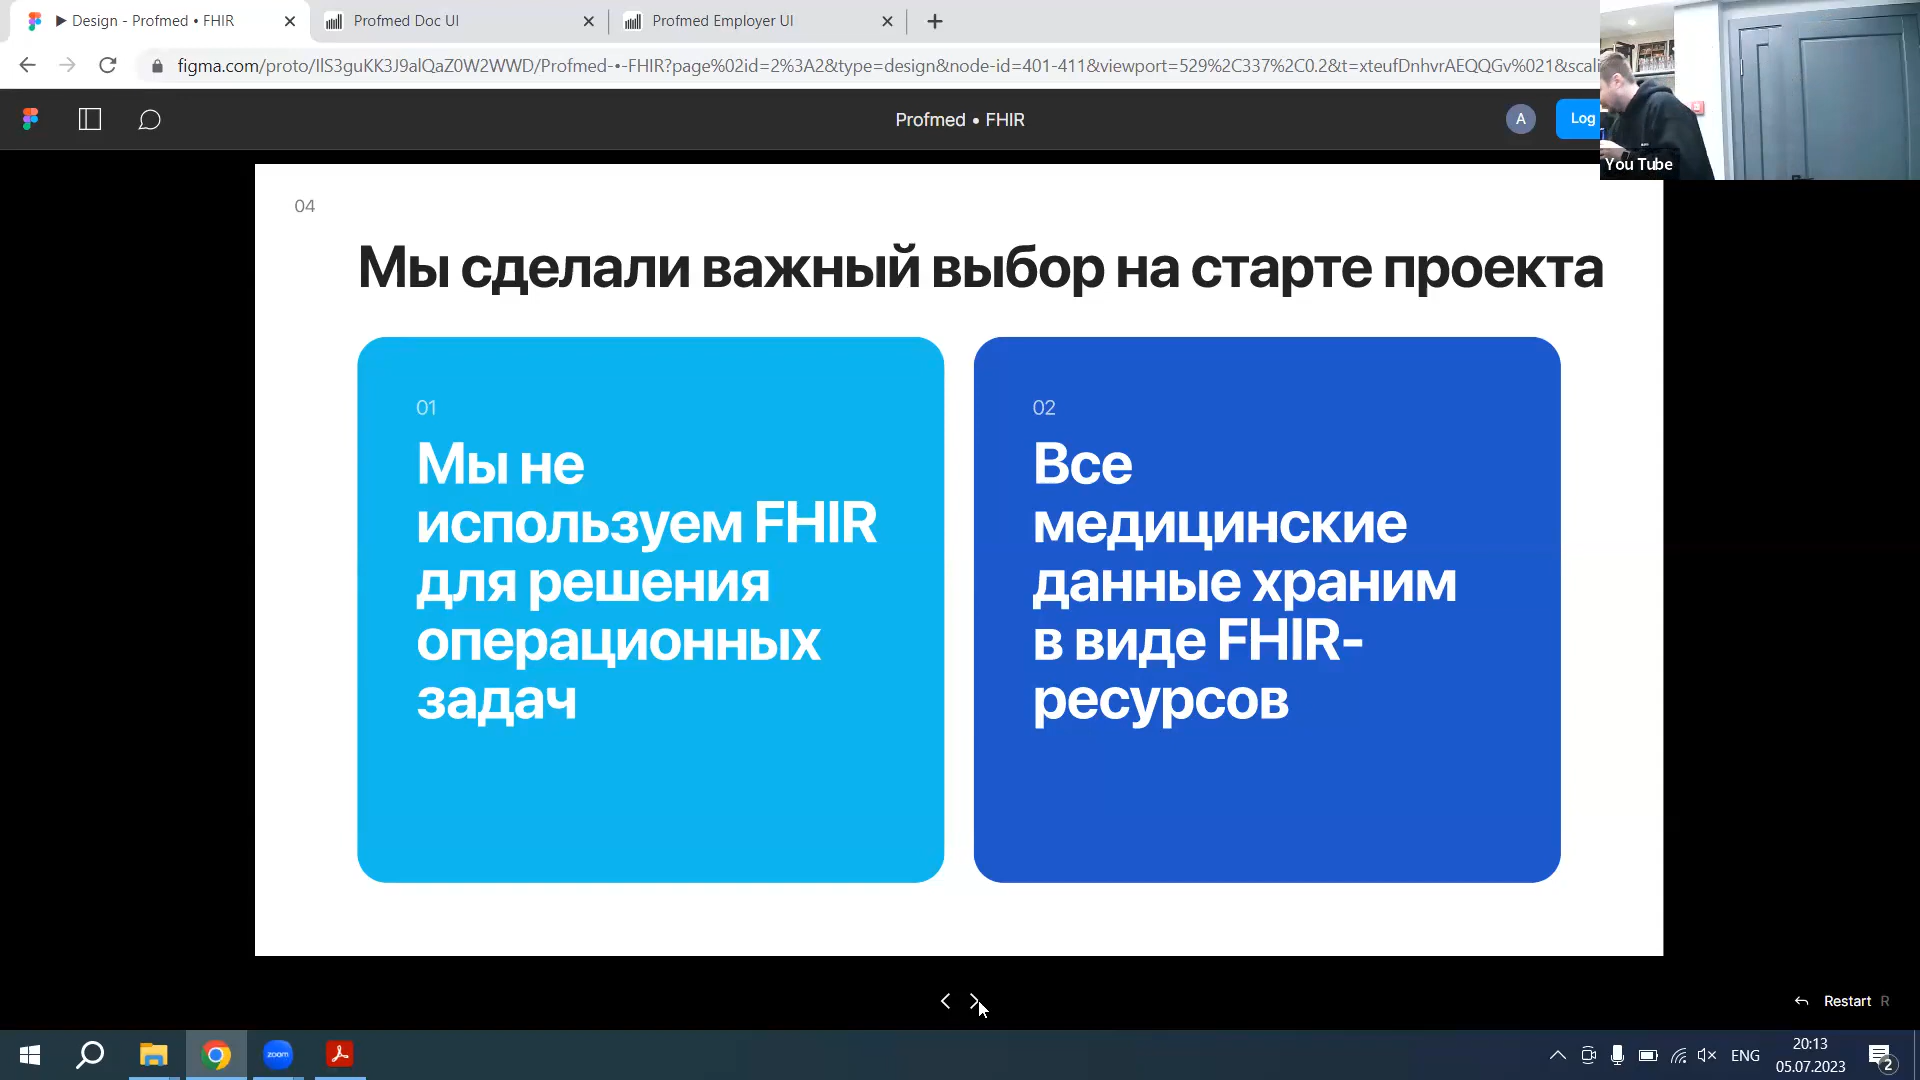 Design - Profmed • FHIR
Profmed Doc UI
Profmed Employer UI
figma.com/proto/IlS3guKK3J9alQaZ0W2WWD/Profmed-•-FHIR?page%02id=2%3A2&type=design&node-id=401-411&viewport=529%2C337%2C0.2&t=xteufDnhvrAEQQGv%021&scali
Profmed • FHIR
A
Log
You Tube
04
Мы сделали важный выбор на старте проекта
01
Мы не
используем FHIR
для решения
операционных
задач
02
Все
медицинские
данные храним
в виде FHIR-
ресурсов
Restart R
zoom
ENG
20:13
05.07.2023
2